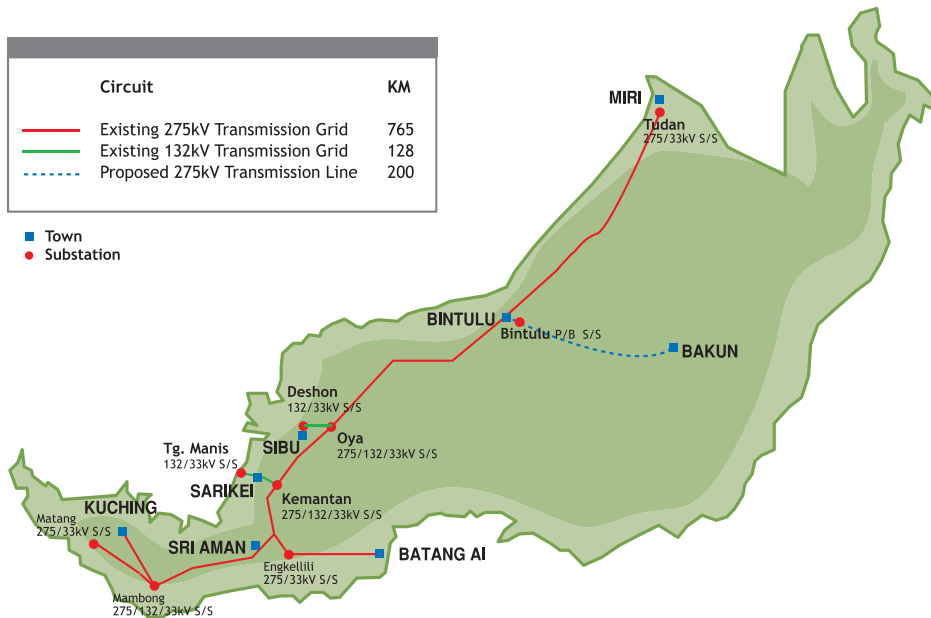 Circuit KM
Existing 275kV Transmission Grid 765
Existing 132kV Transmission Grid 128
Proposed 275kV Transmission Line 200
Town
Substation
MIRI
Tudan
275/33kV S/S
BINTULU
Bintulu P/B S/S
BAKUN
Deshon
132/33kV S/S
SIBU
Oya
275/132/33kV S/S
Tg. Manis
132/33kV S/S
SARIKEI
Kemantan
275/132/33kV S/S
KUCHING
Matang
275/33kV S/S
SRI AMAN
Engkellili
275/33kV S/S
BATANG AI
Mambong
275/132/33kV S/S